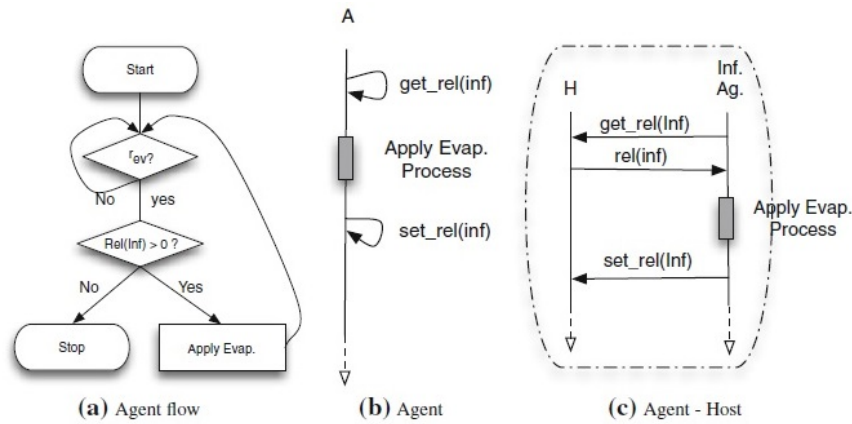 Start
rev?
No
yes
Rel(Inf) > 0 ?
No
Yes
Stop
Apply Evap.
(a) Agent flow
A
get_rel(inf)
Apply Evap.
Process
set_rel(inf)
(b) Agent
H
Inf.
Ag.
get_rel(Inf)
rel(inf)
Apply Evap.
Process
set_rel(Inf)
(c) Agent - Host